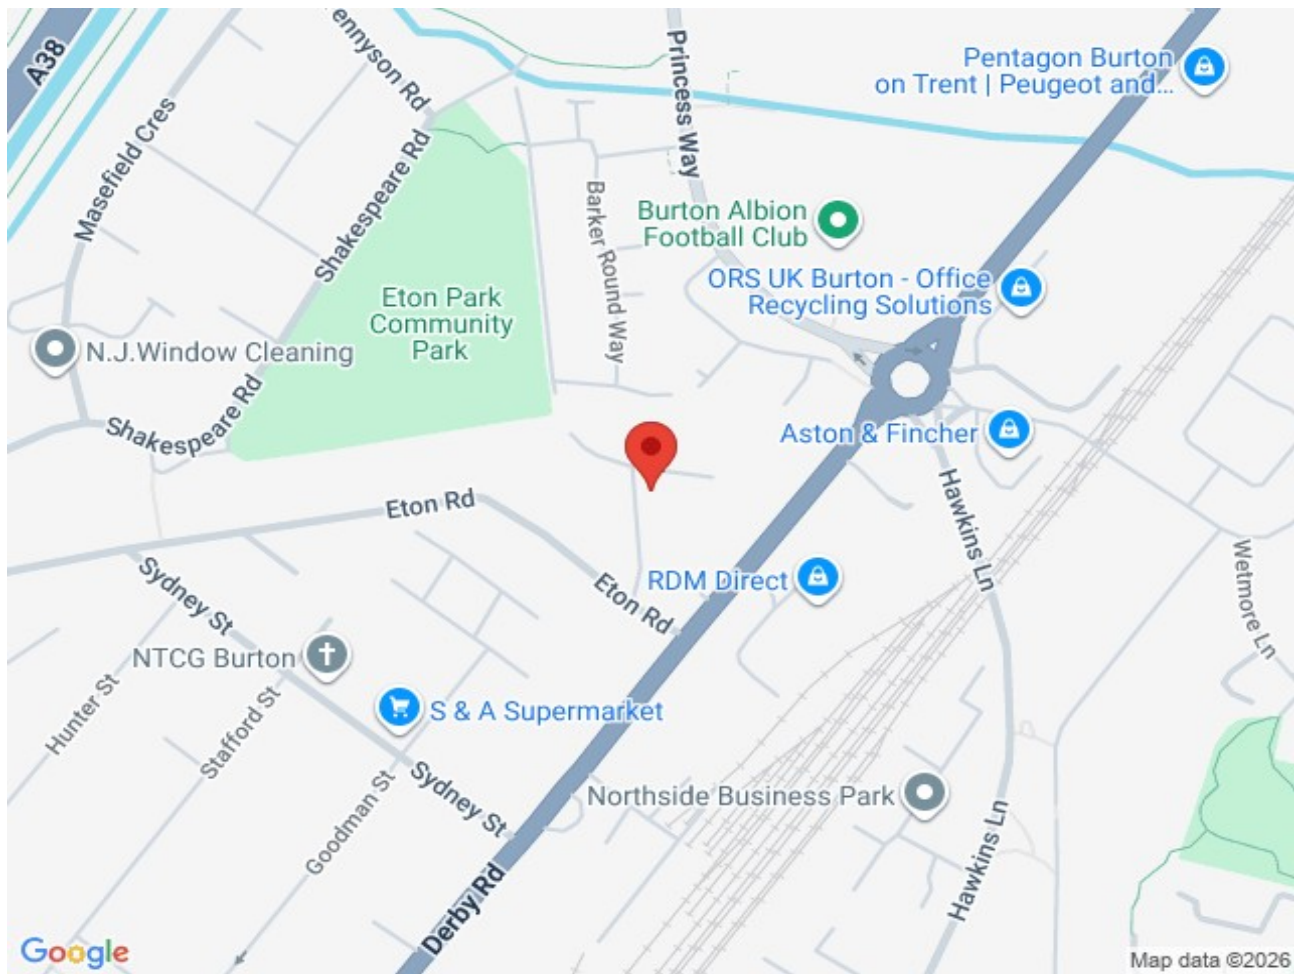 A38
Tennyson Rd
Princess Way
Pentagon Burton
on Trent | Peugeot and...
Masefield Cres
Shakespeare Rd
Barker Round Way
Burton Albion
Football Club
ORS UK Burton - Office
Recycling Solutions
Eton Park
Community
Park
N.J.Window Cleaning
Shakespeare Rd
Shakespeare Rd
Aston & Fincher
Eton Rd
Hawkins Ln
Sydney St
RDM Direct
Eton Rd
Wetmore Ln
NTCG Burton
Hunter St
Stafford St
S & A Supermarket
Goodman St
Sydney St
Northside Business Park
Hawkins Ln
Derby Rd
Google
Map data ©2026